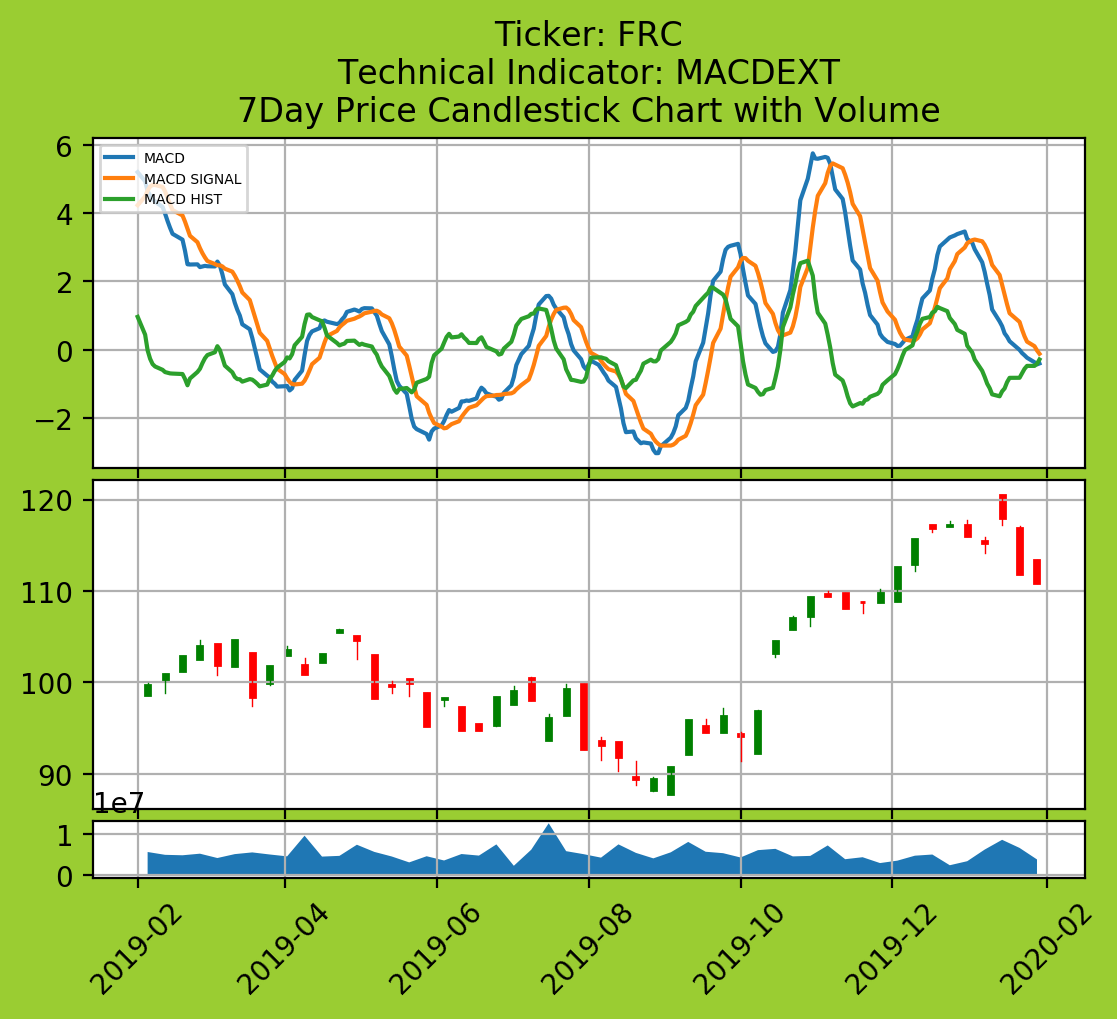 Ticker: FRC
Technical Indicator: MACDEXT
7Day Price Candlestick Chart with Volume
6
4
2
0
−2
MACD
MACD SIGNAL
MACD HIST
120
110
100
90
1e7
1
0
2019-02
2019-04
2019-06
2019-08
2019-10
2019-12
2020-02